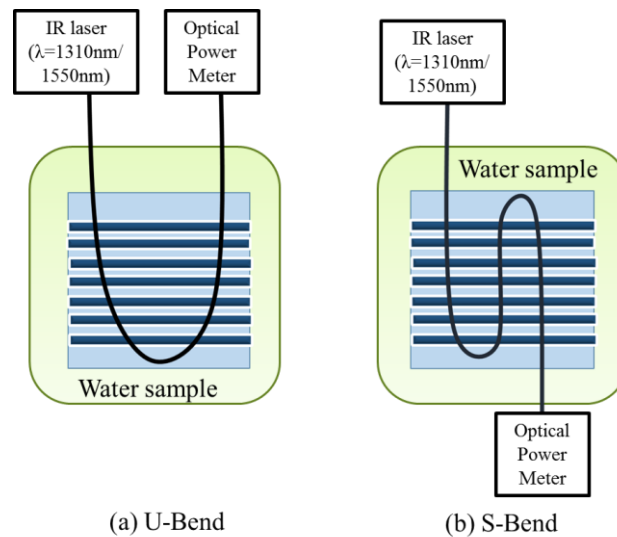 IR laser
(λ=1310nm/
1550nm)
Optical
Power
Meter
Water sample
(a) U-Bend
IR laser
(λ=1310nm/
1550nm)
Water sample
Optical
Power
Meter
(b) S-Bend